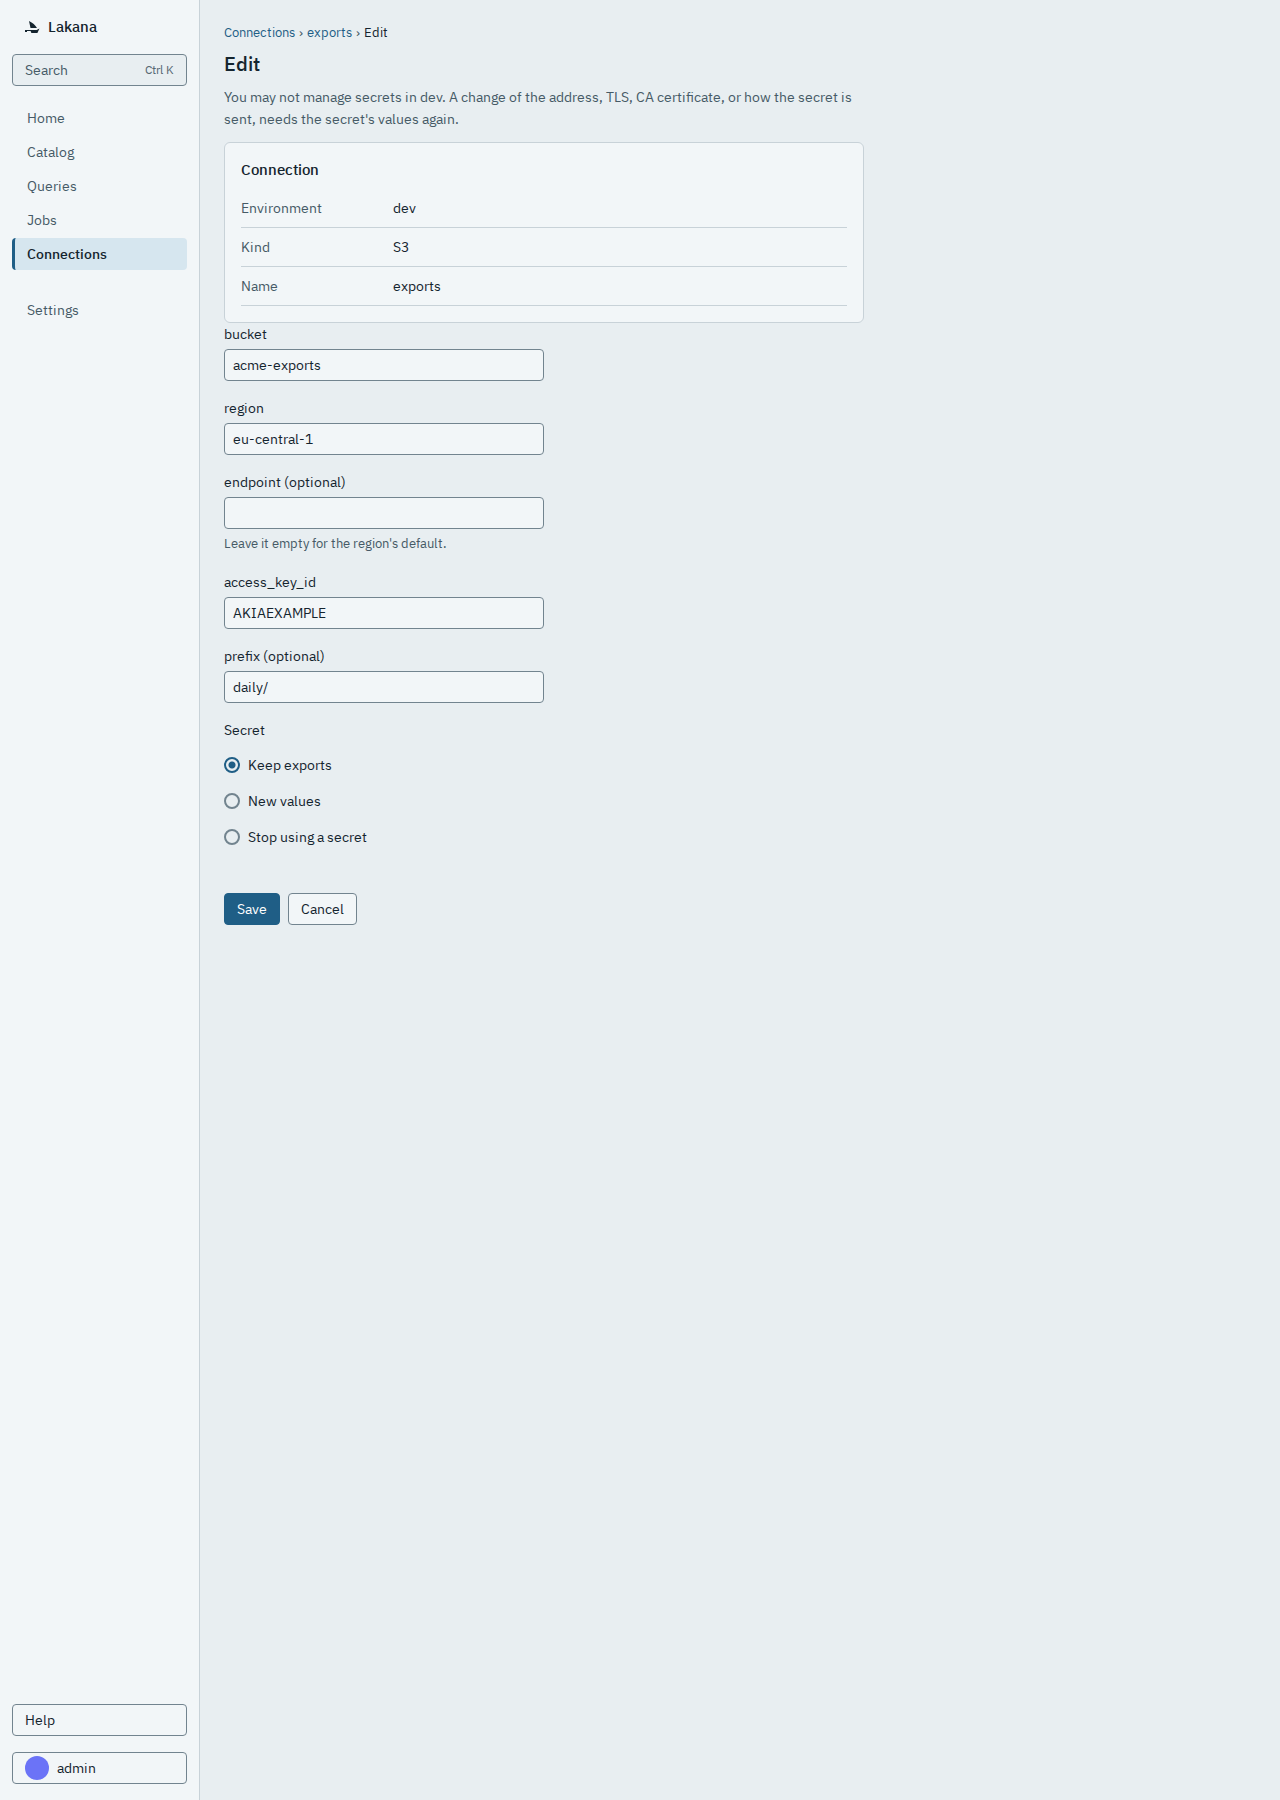 Lakana
Search Ctrl K
Home
Catalog
Queries
Jobs
Connections
Settings
Help
admin
Connections › exports › Edit
Edit
You may not manage secrets in dev. A change of the address, TLS, CA certificate, or how the secret is
sent, needs the secret's values again.
Connection
Environment dev
Kind S3
Name exports
bucket
acme-exports
region
eu-central-1
endpoint (optional)
Leave it empty for the region's default.
access_key_id
AKIAEXAMPLE
prefix (optional)
daily/
Secret
Keep exports
New values
Stop using a secret
Save Cancel